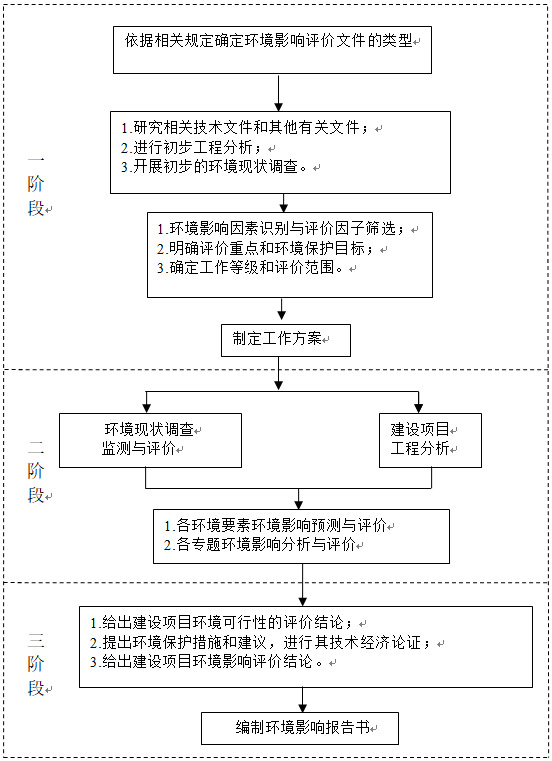 依据相关规定确定环境影响评价文件的类型
1.研究相关技术文件和其他有关文件；
2.进行初步工程分析；
3.开展初步的环境现状调查。
一
阶
段
1.环境影响因素识别与评价因子筛选；
2.明确评价重点和环境保护目标；
3.确定工作等级和评价范围。
制定工作方案
二
阶
段
环境现状调查
监测与评价
建设项目
工程分析
1.各环境要素环境影响预测与评价
2.各专题环境影响分析与评价
三
阶
段
1.给出建设项目环境可行性的评价结论；
2.提出环境保护措施和建议，进行其技术经济论证；
3.给出建设项目环境影响评价结论。
编制环境影响报告书